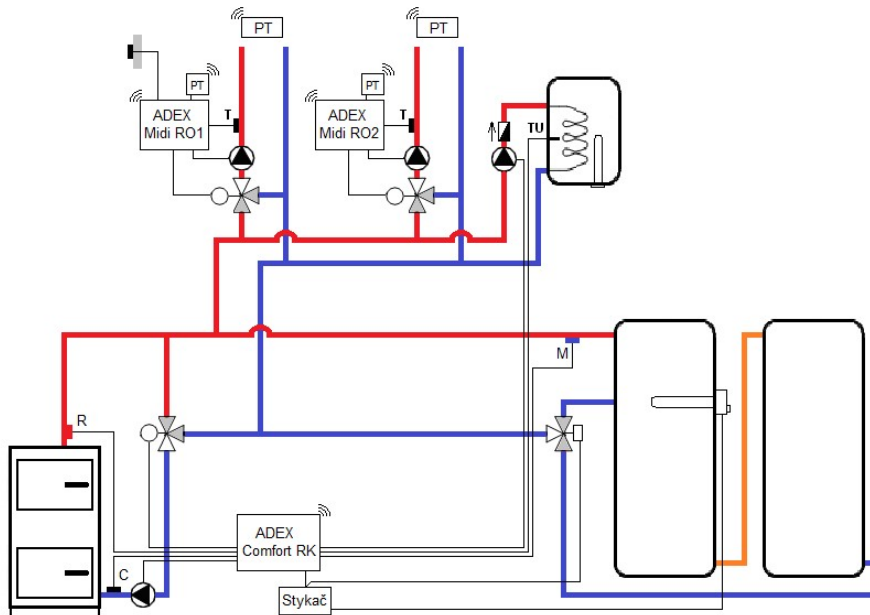 PT
PT
PT
PT
ADEX
Midi RO1
T
ADEX
Midi RO2
T
TU
M
R
ADEX
Comfort RK
C
Stykač